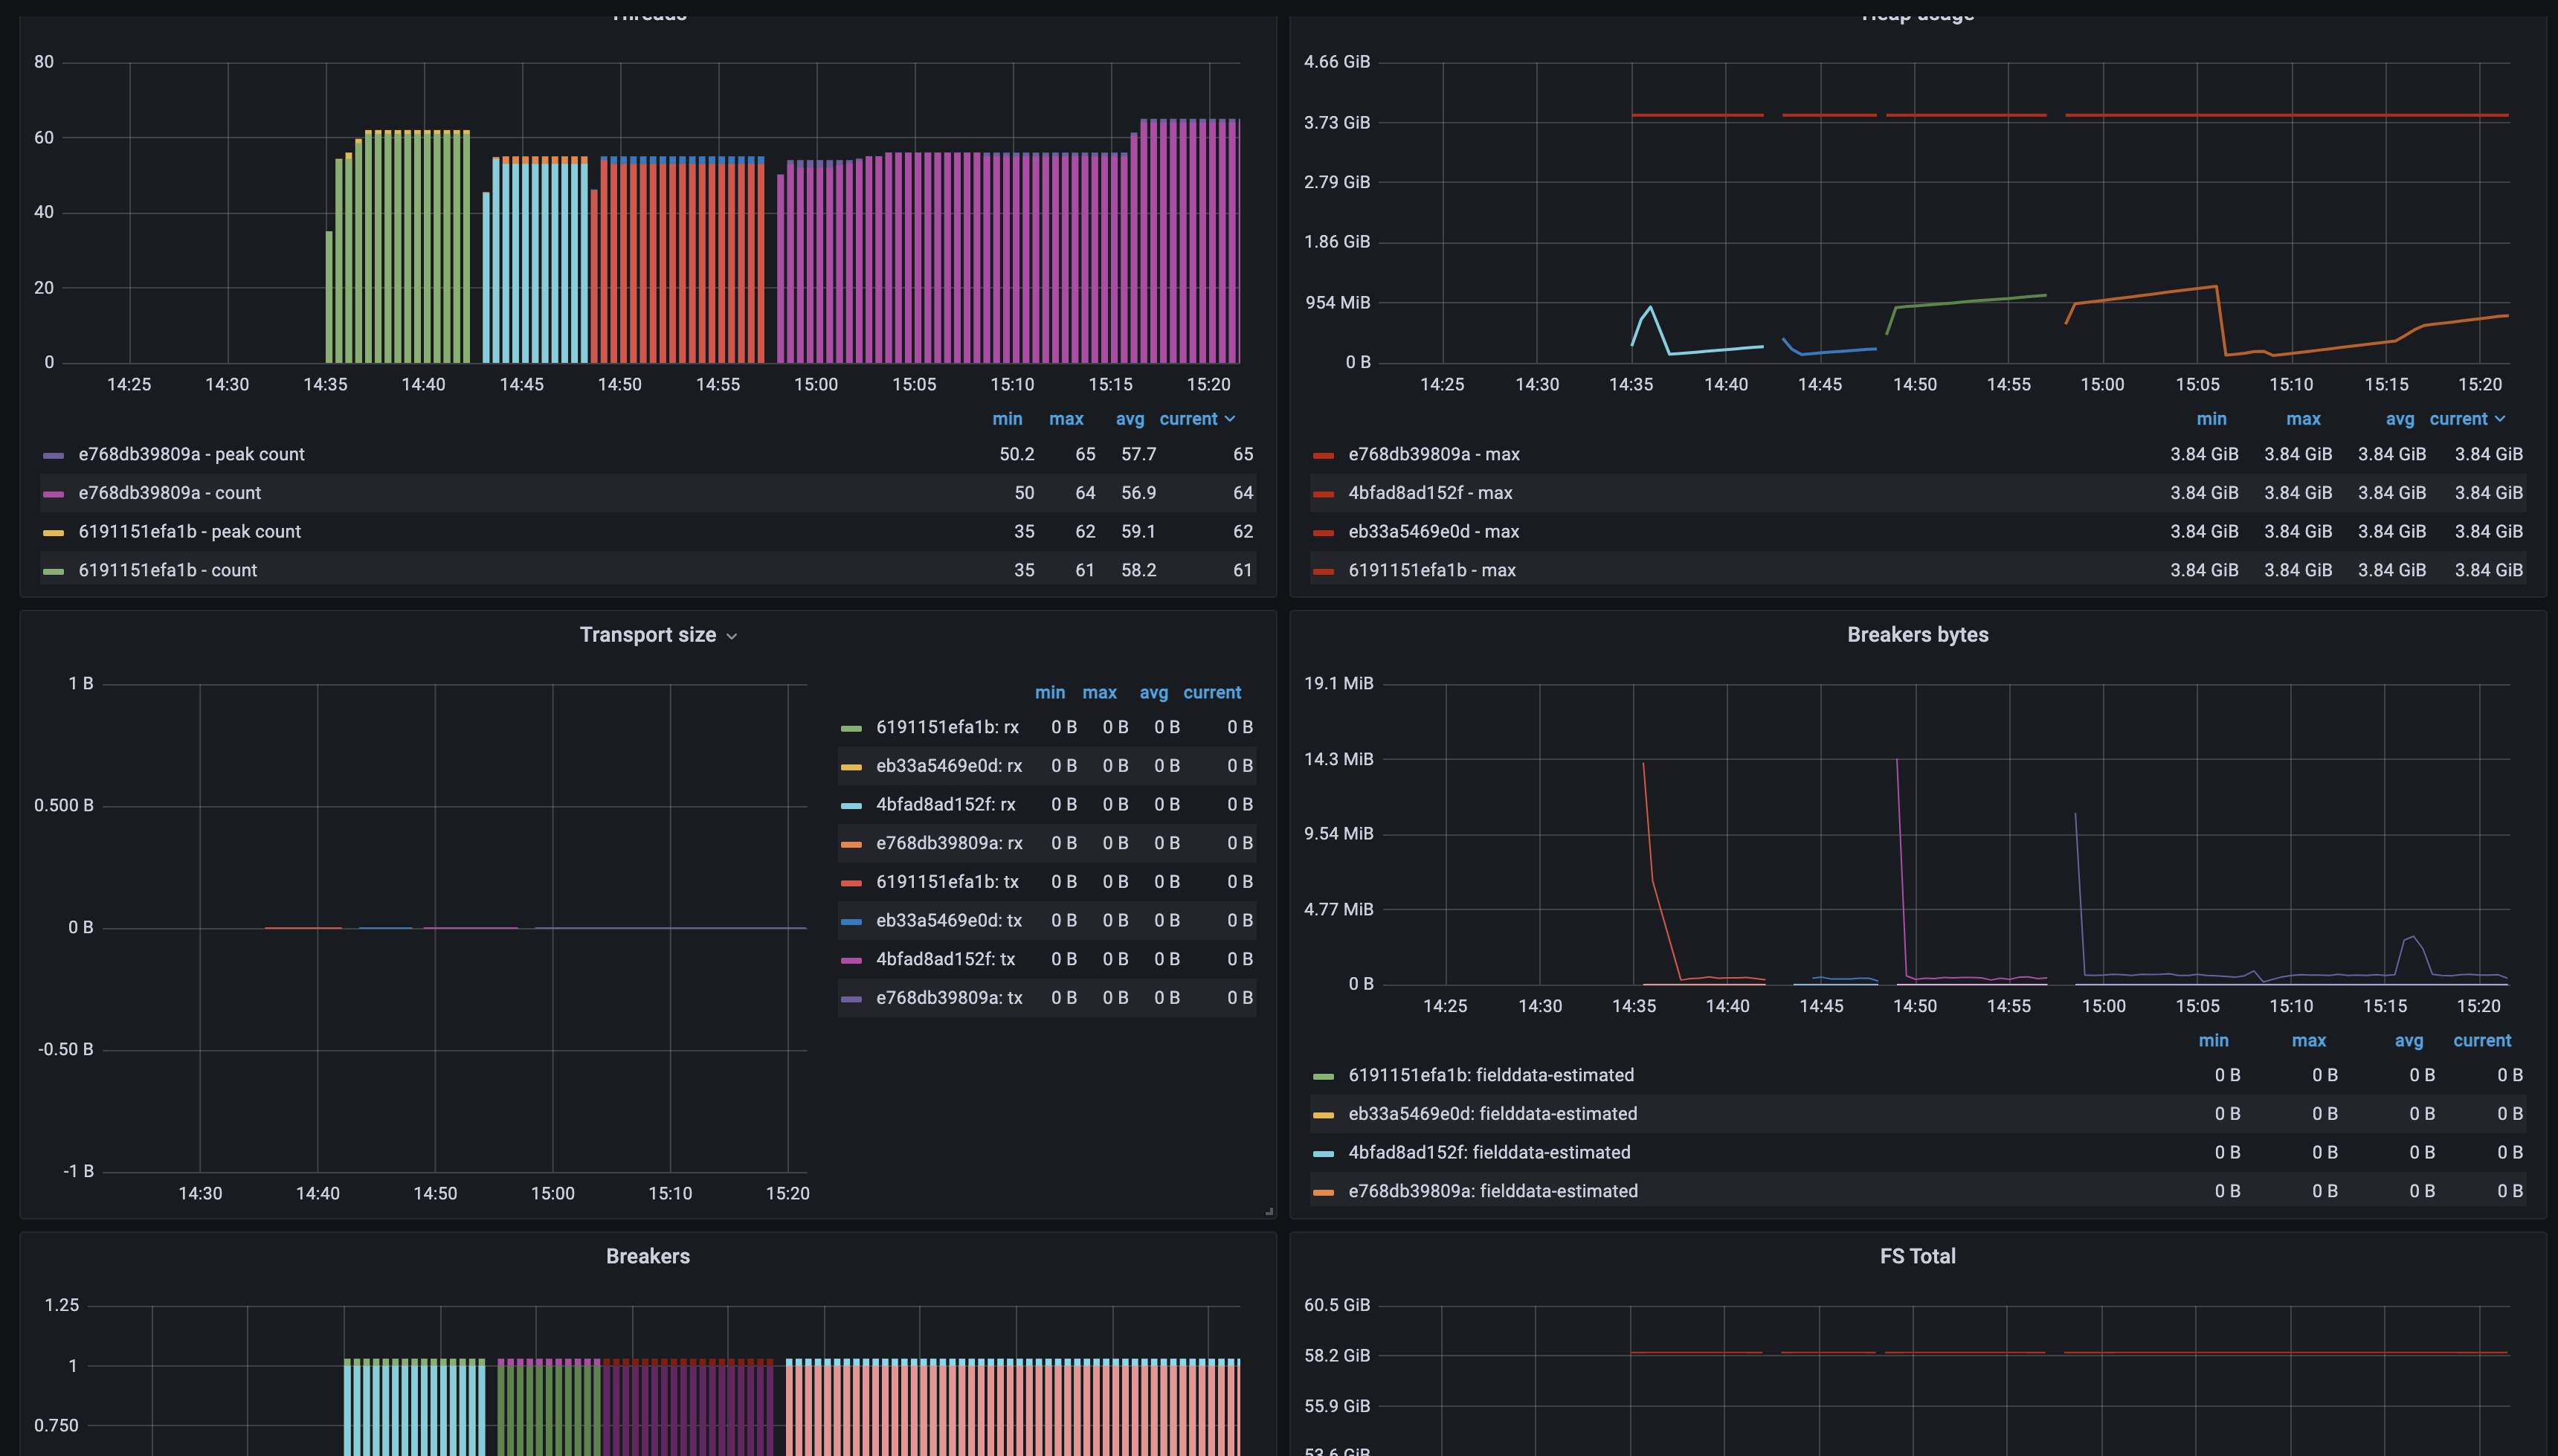 Threads
80
60
40
20
0
14:25 14:30 14:35 14:40 14:45 14:50 14:55 15:00 15:05 15:10 15:15 15:20
min max avg current
e768db39809a - peak count 50.2 65 57.7 65
e768db39809a - count 50 64 56.9 64
6191151efa1b - peak count 35 62 59.1 62
6191151efa1b - count 35 61 58.2 61
Heap usage
4.66 GiB
3.73 GiB
2.79 GiB
1.86 GiB
954 MiB
0 B
14:25 14:30 14:35 14:40 14:45 14:50 14:55 15:00 15:05 15:10 15:15 15:20
min max avg current
e768db39809a - max 3.84 GiB 3.84 GiB 3.84 GiB 3.84 GiB
4bfad8ad152f - max 3.84 GiB 3.84 GiB 3.84 GiB 3.84 GiB
eb33a5469e0d - max 3.84 GiB 3.84 GiB 3.84 GiB 3.84 GiB
6191151efa1b - max 3.84 GiB 3.84 GiB 3.84 GiB 3.84 GiB
Transport size
1 B
0.500 B
0 B
-0.50 B
-1 B
14:30 14:40 14:50 15:00 15:10 15:20
min max avg current
6191151efa1b: rx 0 B 0 B 0 B 0 B
eb33a5469e0d: rx 0 B 0 B 0 B 0 B
4bfad8ad152f: rx 0 B 0 B 0 B 0 B
e768db39809a: rx 0 B 0 B 0 B 0 B
6191151efa1b: tx 0 B 0 B 0 B 0 B
eb33a5469e0d: tx 0 B 0 B 0 B 0 B
4bfad8ad152f: tx 0 B 0 B 0 B 0 B
e768db39809a: tx 0 B 0 B 0 B 0 B
Breakers bytes
19.1 MiB
14.3 MiB
9.54 MiB
4.77 MiB
0 B
14:25 14:30 14:35 14:40 14:45 14:50 14:55 15:00 15:05 15:10 15:15 15:20
min max avg current
6191151efa1b: fielddata-estimated 0 B 0 B 0 B 0 B
eb33a5469e0d: fielddata-estimated 0 B 0 B 0 B 0 B
4bfad8ad152f: fielddata-estimated 0 B 0 B 0 B 0 B
e768db39809a: fielddata-estimated 0 B 0 B 0 B 0 B
Breakers
1.25
1
0.750
FS Total
60.5 GiB
58.2 GiB
55.9 GiB
53.6 GiB